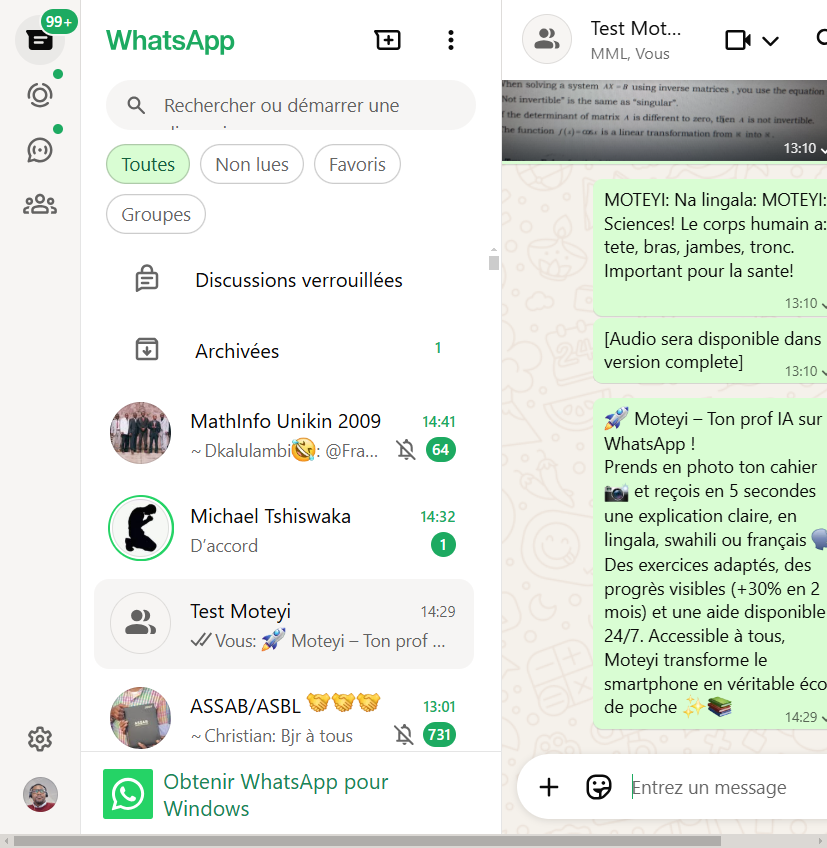 99+
WhatsApp
Rechercher ou démarrer une
Toutes
Non lues
Favoris
Groupes
Discussions verrouillées
Archivées
1
MathInfo Unikin 2009
14:41
~ Dkalulambi🤣: @Fra...
64
Michael Tshiswaka
14:32
D'accord
1
Test Moteyi
14:29
Vous: 🚀 Moteyi – Ton prof ...
ASSAB/ASBL 🤝🤝🤝
13:01
~ Christian: Bjr à tous
731
Obtenir WhatsApp pour
Windows
Test Mot...
MML, Vous
When solving a system AX = B using inverse matrices , you use the equation
Not invertible" is the same as "singular".
f the determinant of matrix A is different to zero, then A is not invertible.
The function f(x)=cosx is a linear transformation from ℝ into ℝ.
13:10
MOTEYI: Na lingala: MOTEYI:
Sciences! Le corps humain a:
tete, bras, jambes, tronc.
Important pour la sante!
13:10
[Audio sera disponible dans
version complete]
13:10
🚀 Moteyi – Ton prof IA sur
WhatsApp !
Prends en photo ton cahier
📸 et reçois en 5 secondes
une explication claire, en
lingala, swahili ou français 🗣
Des exercices adaptés, des
progrès visibles (+30% en 2
mois) et une aide disponible
24/7. Accessible à tous,
Moteyi transforme le
smartphone en véritable éco
de poche ✨📚
14:29
Entrez un message